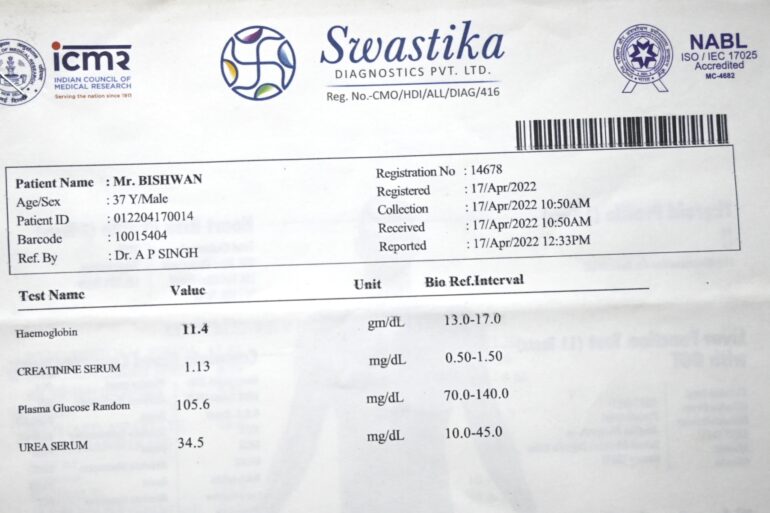 icmr
INDIAN COUNCIL OF
MEDICAL RESEARCH
Serving the nation since 1911
Swastika
DIAGNOSTICS PVT. LTD.
Reg. No.-CMO/HDI/ALL/DIAG/416
NABL
ISO / IEC 17025
Accredited
MC-4682
Patient Name : Mr. BISHWAN
Age/Sex : 37 Y/Male
Patient ID : 012204170014
Barcode : 10015404
Ref. By : Dr. A P SINGH
Registration No : 14678
Registered : 17/Apr/2022
Collection : 17/Apr/2022 10:50AM
Received : 17/Apr/2022 10:50AM
Reported : 17/Apr/2022 12:33PM
Test Name Value Unit Bio Ref.Interval
Haemoglobin 11.4 gm/dL 13.0-17.0
CREATININE SERUM 1.13 mg/dL 0.50-1.50
Plasma Glucose Random 105.6 mg/dL 70.0-140.0
UREA SERUM 34.5 mg/dL 10.0-45.0